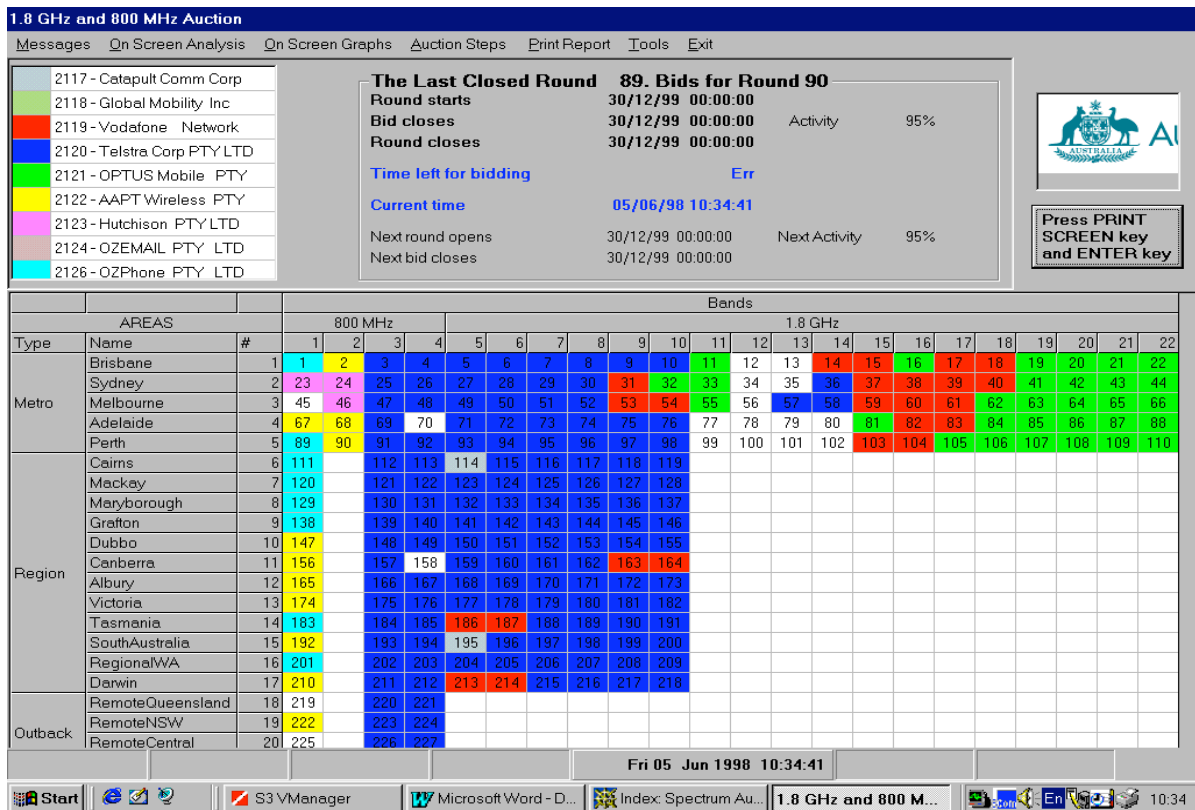 1.8 GHz and 800 MHz Auction
Messages On Screen Analysis On Screen Graphs Auction Steps Print Report Tools Exit
2117 - Catapult Comm Corp
2118 - Global Mobility Inc
2119 - Vodafone Network
2120 - Telstra Corp PTY LTD
2121 - OPTUS Mobile PTY
2122 - AAPT Wireless PTY
2123 - Hutchison PTY LTD
2124 - OZEMAIL PTY LTD
2126 - OZPhone PTY LTD
The Last Closed Round 89. Bids for Round 90
Round starts 30/12/99 00:00:00
Bid closes 30/12/99 00:00:00 Activity 95%
Round closes 30/12/99 00:00:00
Time left for bidding Err
Current time 05/06/98 10:34:41
Next round opens 30/12/99 00:00:00 Next Activity 95%
Next bid closes 30/12/99 00:00:00
AUSTRALIA
Press PRINT
SCREEN key
and ENTER key
Bands
AREAS 800 MHz 1.8 GHz
Type Name # 1 2 3 4 5 6 7 8 9 10 11 12 13 14 15 16 17 18 19 20 21 22
Brisbane 1 1 2 3 4 5 6 7 8 9 10 11 12 13 14 15 16 17 18 19 20 21 22
Sydney 2 23 24 25 26 27 28 29 30 31 32 33 34 35 36 37 38 39 40 41 42 43 44
Metro Melbourne 3 45 46 47 48 49 50 51 52 53 54 55 56 57 58 59 60 61 62 63 64 65 66
Adelaide 4 67 68 69 70 71 72 73 74 75 76 77 78 79 80 81 82 83 84 85 86 87 88
Perth 5 89 90 91 92 93 94 95 96 97 98 99 100 101 102 103 104 105 106 107 108 109 110
Cairns 6 111 112 113 114 115 116 117 118 119
Mackay 7 120 121 122 123 124 125 126 127 128
Maryborough 8 129 130 131 132 133 134 135 136 137
Grafton 9 138 139 140 141 142 143 144 145 146
Dubbo 10 147 148 149 150 151 152 153 154 155
Region Canberra 11 156 157 158 159 160 161 162 163 164
Albury 12 165 166 167 168 169 170 171 172 173
Victoria 13 174 175 176 177 178 179 180 181 182
Tasmania 14 183 184 185 186 187 188 189 190 191
SouthAustralia 15 192 193 194 195 196 197 198 199 200
RegionalWA 16 201 202 203 204 205 206 207 208 209
Darwin 17 210 211 212 213 214 215 216 217 218
RemoteQueensland 18 219 220 221
Outback RemoteNSW 19 222 223 224
RemoteCentral 20 225 226 227
Fri 05 Jun 1998 10:34:41
Start S3 VManager Microsoft Word - D... Index: Spectrum Au... 1.8 GHz and 800 M... En 10:34